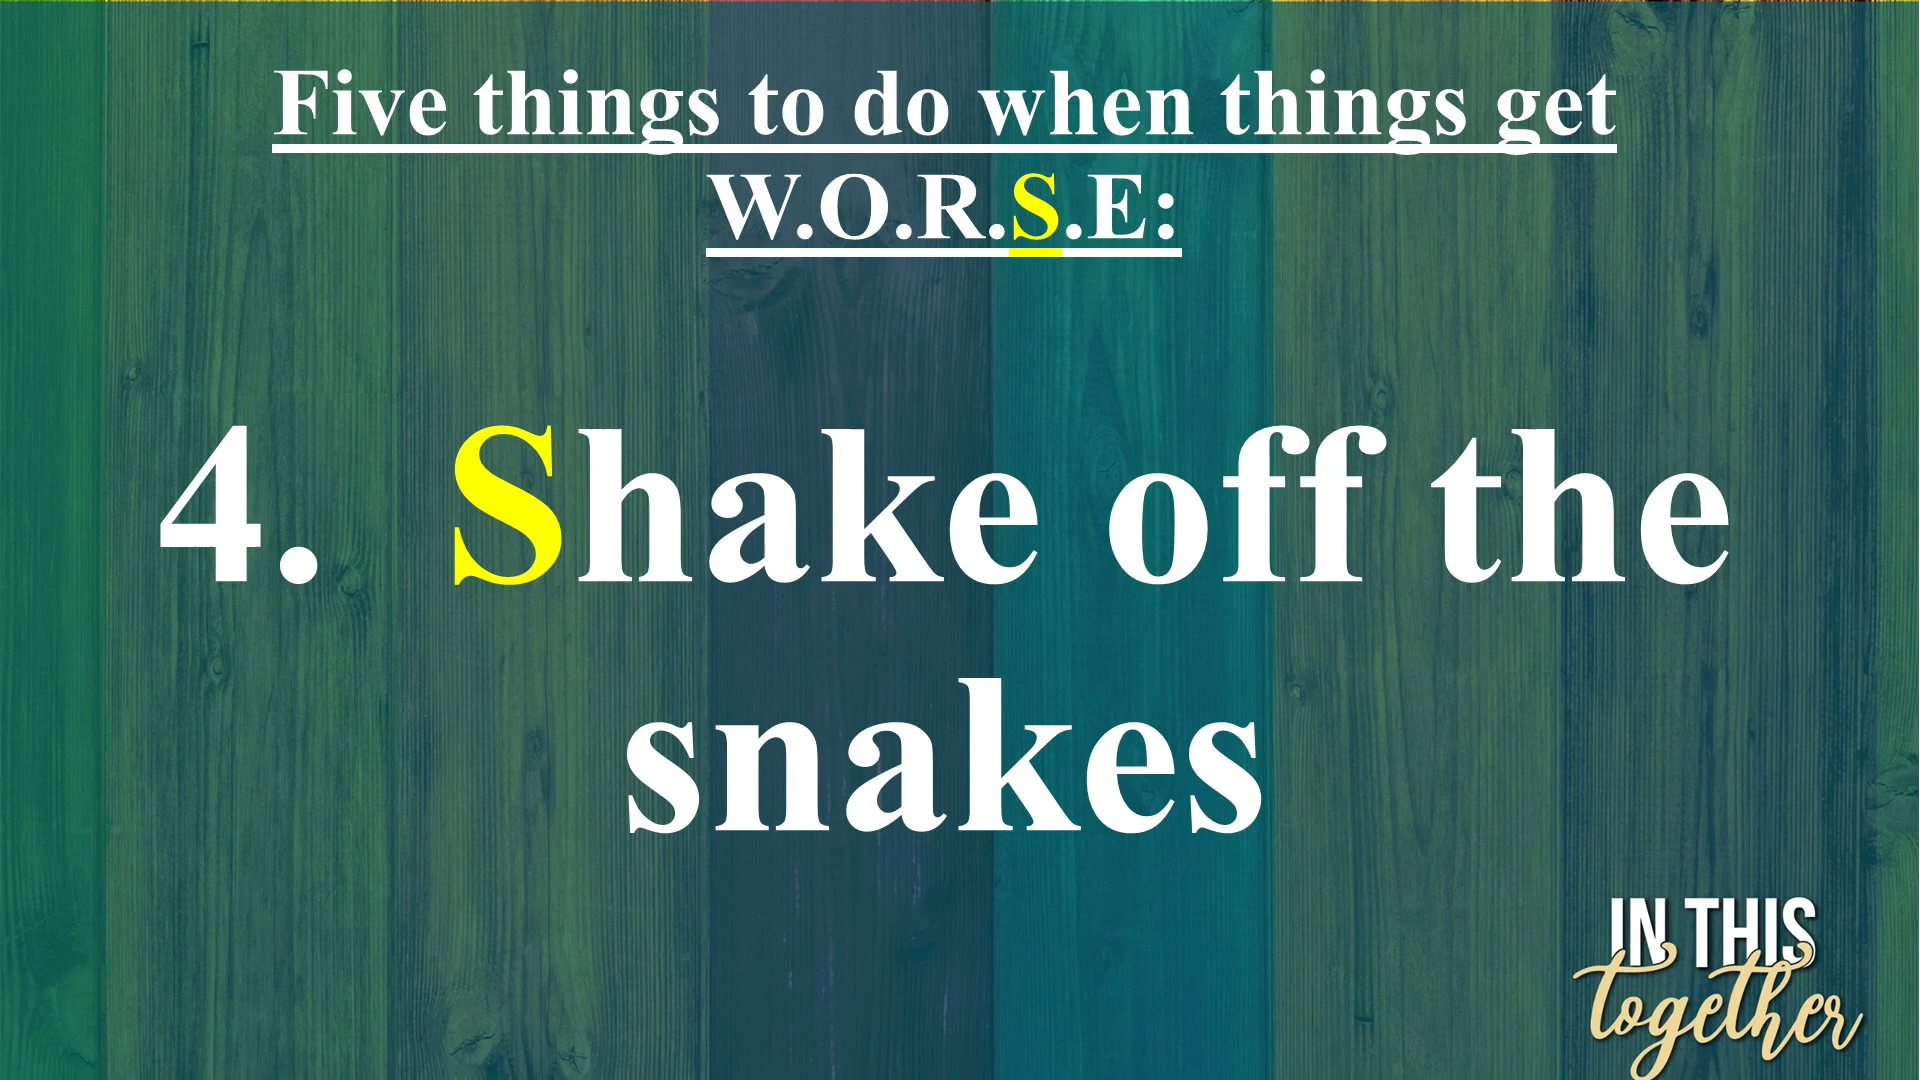 Five things to do when things get
W.O.R.S.E:
4. Shake off the
snakes
IN THIS
together